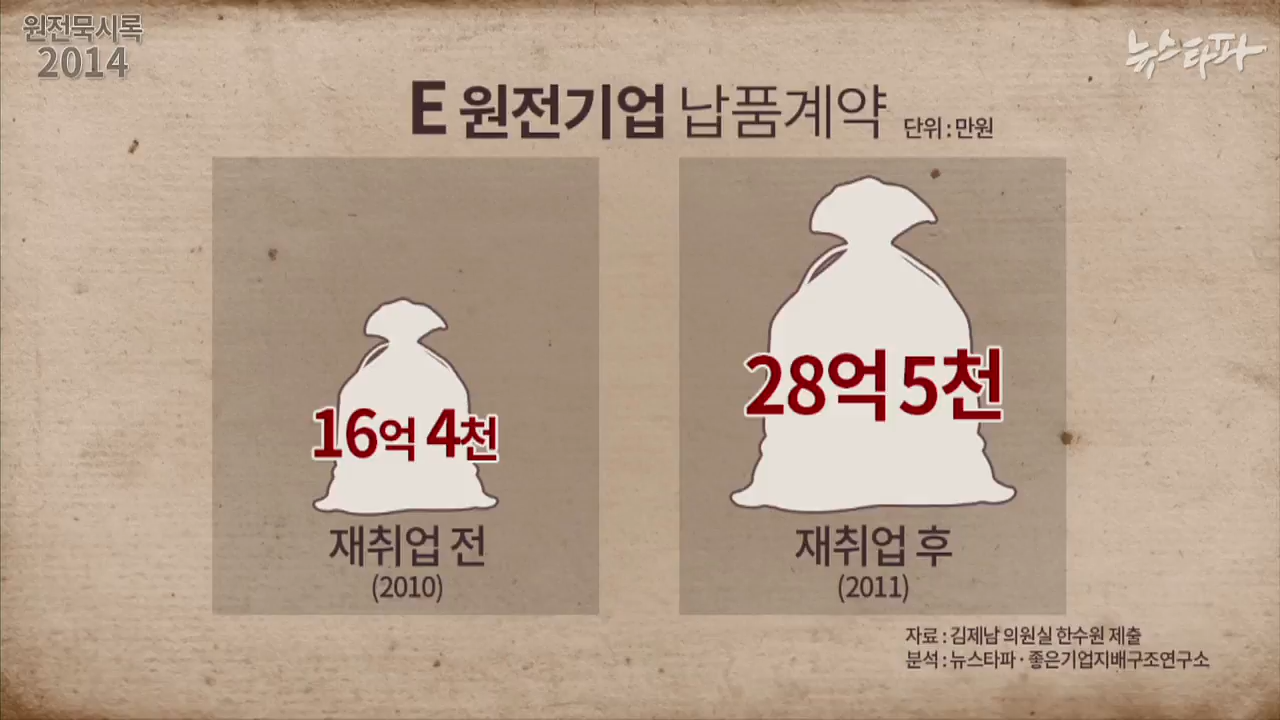 원전묵시록
2014
뉴스타파
E 원전기업 납품계약 단위 : 만원
16억 4천
28억 5천
재취업 전
(2010)
재취업 후
(2011)
자료 : 김제남 의원실 한수원 제출
분석 : 뉴스타파 · 좋은기업지배구조연구소